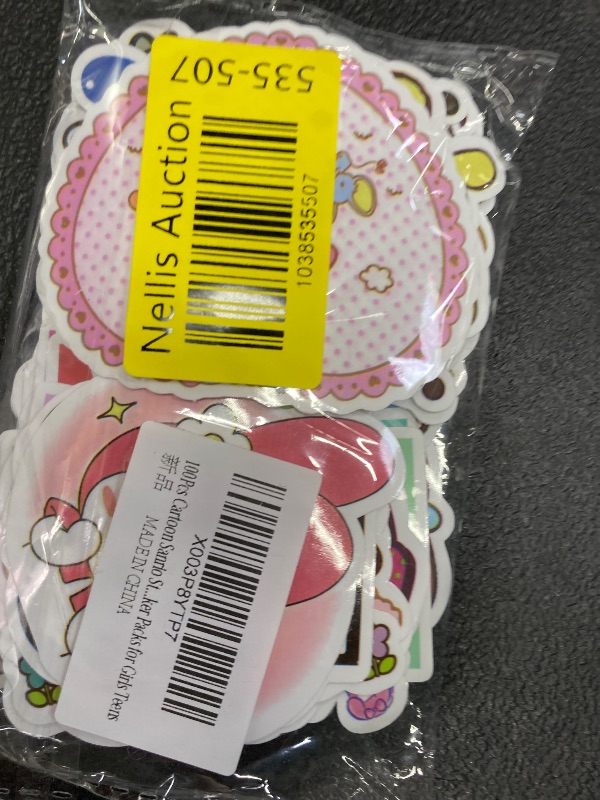 535-507
Nellis Auction
1038535507
X003P8YTP7
100Pcs Cartoon Sanrio St...ker Packs for Girls Teens
新品
MADE IN CHINA